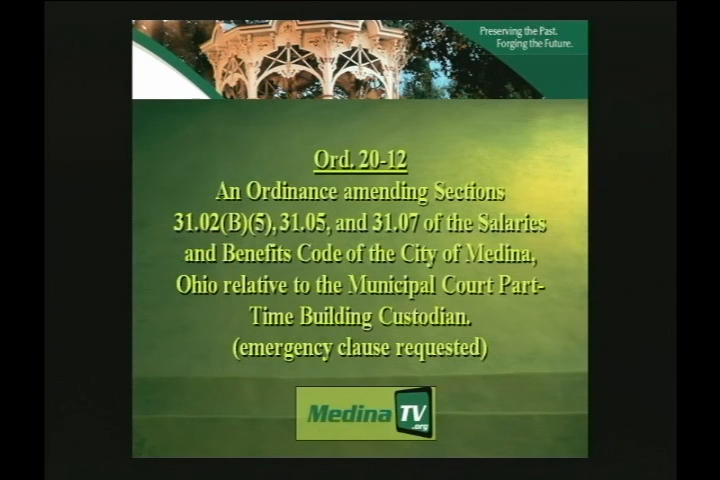 Preserving the Past.
Forging the Future.
Ord. 20-12
An Ordinance amending Sections
31.02(B)(5), 31.05, and 31.07 of the Salaries
and Benefits Code of the City of Medina,
Ohio relative to the Municipal Court Part-
Time Building Custodian.
(emergency clause requested)
Medina TV
.org